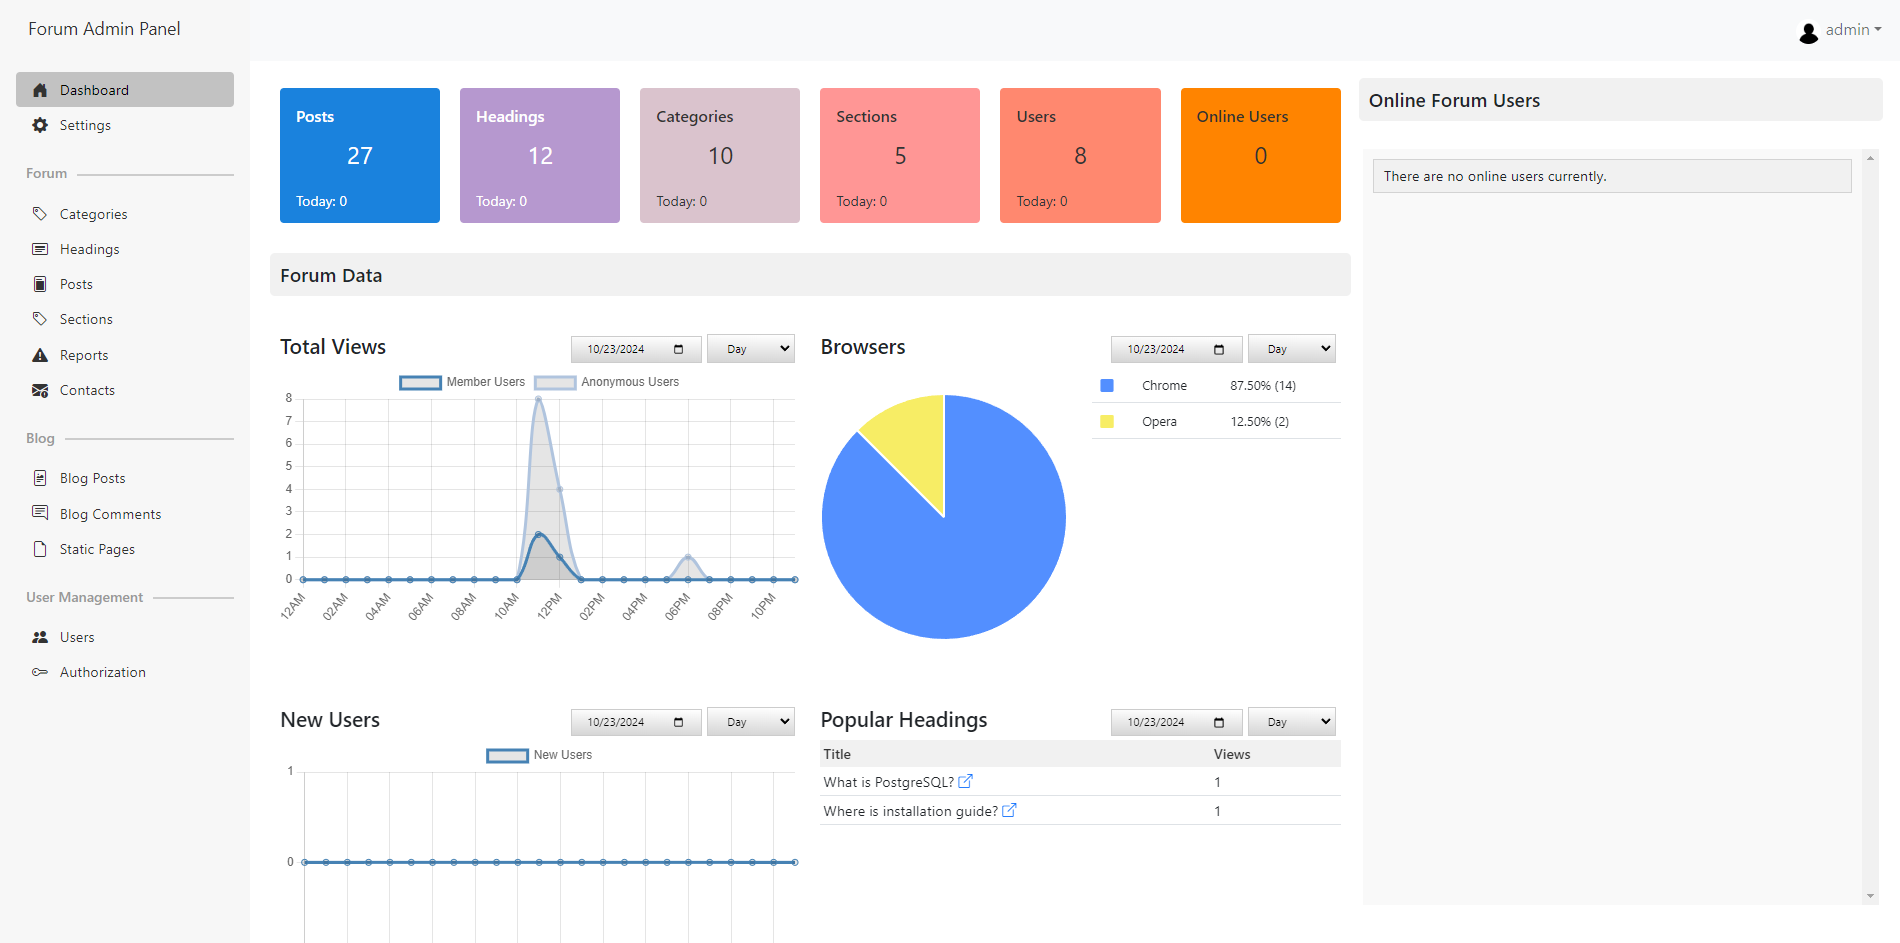 Forum Admin Panel
admin
Dashboard
Settings
Forum
Categories
Headings
Posts
Sections
Reports
Contacts
Blog
Blog Posts
Blog Comments
Static Pages
User Management
Users
Authorization
Posts
27
Today: 0
Headings
12
Today: 0
Categories
10
Today: 0
Sections
5
Today: 0
Users
8
Today: 0
Online Users
0
Forum Data
Total Views
10/23/2024
Day
Member Users
Anonymous Users
8
7
6
5
4
3
2
1
0
12AM
02AM
04AM
06AM
08AM
10AM
12PM
02PM
04PM
06PM
08PM
10PM
Browsers
10/23/2024
Day
Chrome 87.50% (14)
Opera 12.50% (2)
New Users
10/23/2024
Day
New Users
1
0
Popular Headings
10/23/2024
Day
Title Views
What is PostgreSQL? 1
Where is installation guide? 1
Online Forum Users
There are no online users currently.